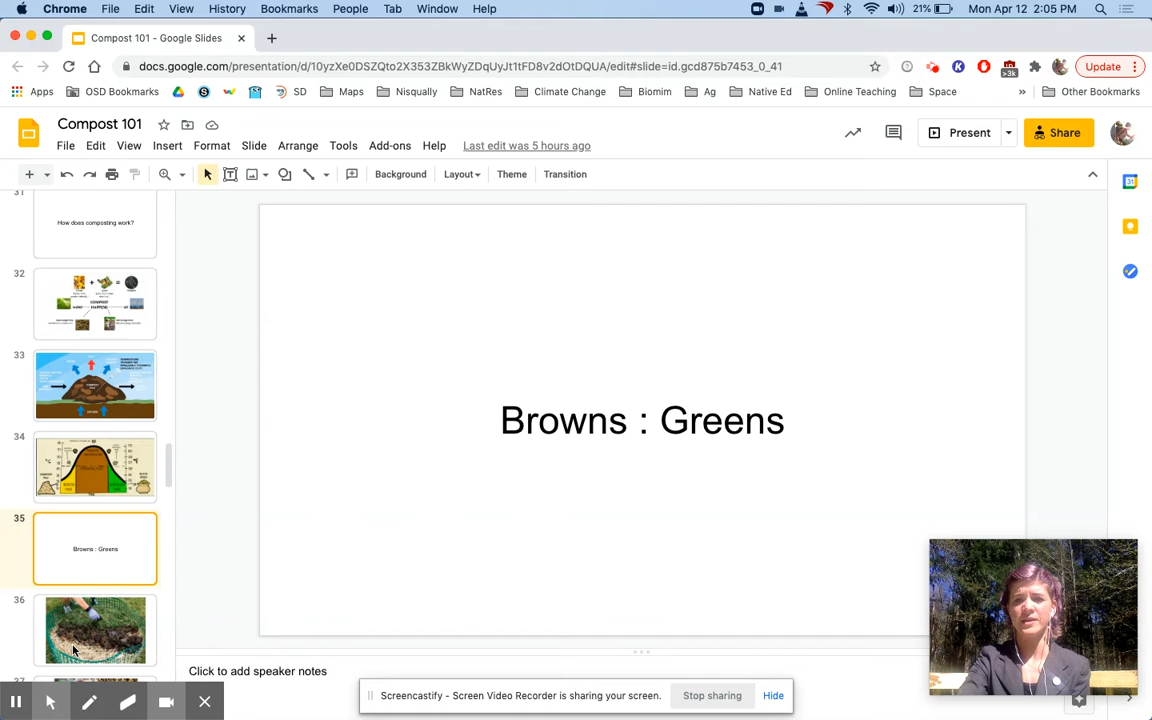 Chrome File Edit View History Bookmarks People Tab Window Help 21% Mon Apr 12 2:05 PM
Compost 101 - Google Slides
docs.google.com/presentation/d/10yzXe0DSZQto2X353ZBkWyZDqUyJt1tFD8v2dOtDQUA/edit#slide=id.gcd875b7453_0_41 >3k Update
Apps OSD Bookmarks SD Maps Nisqually NatRes Climate Change Biomim Ag Native Ed Online Teaching Space » Other Bookmarks
Compost 101
File Edit View Insert Format Slide Arrange Tools Add-ons Help Last edit was 5 hours ago
Present Share
Background Layout Theme Transition
31
How does composting work?
32
COMPOST
HAPPENS
33
34
35
Browns : Greens
36
37
Browns : Greens
Click to add speaker notes
Screencastify - Screen Video Recorder is sharing your screen. Stop sharing Hide